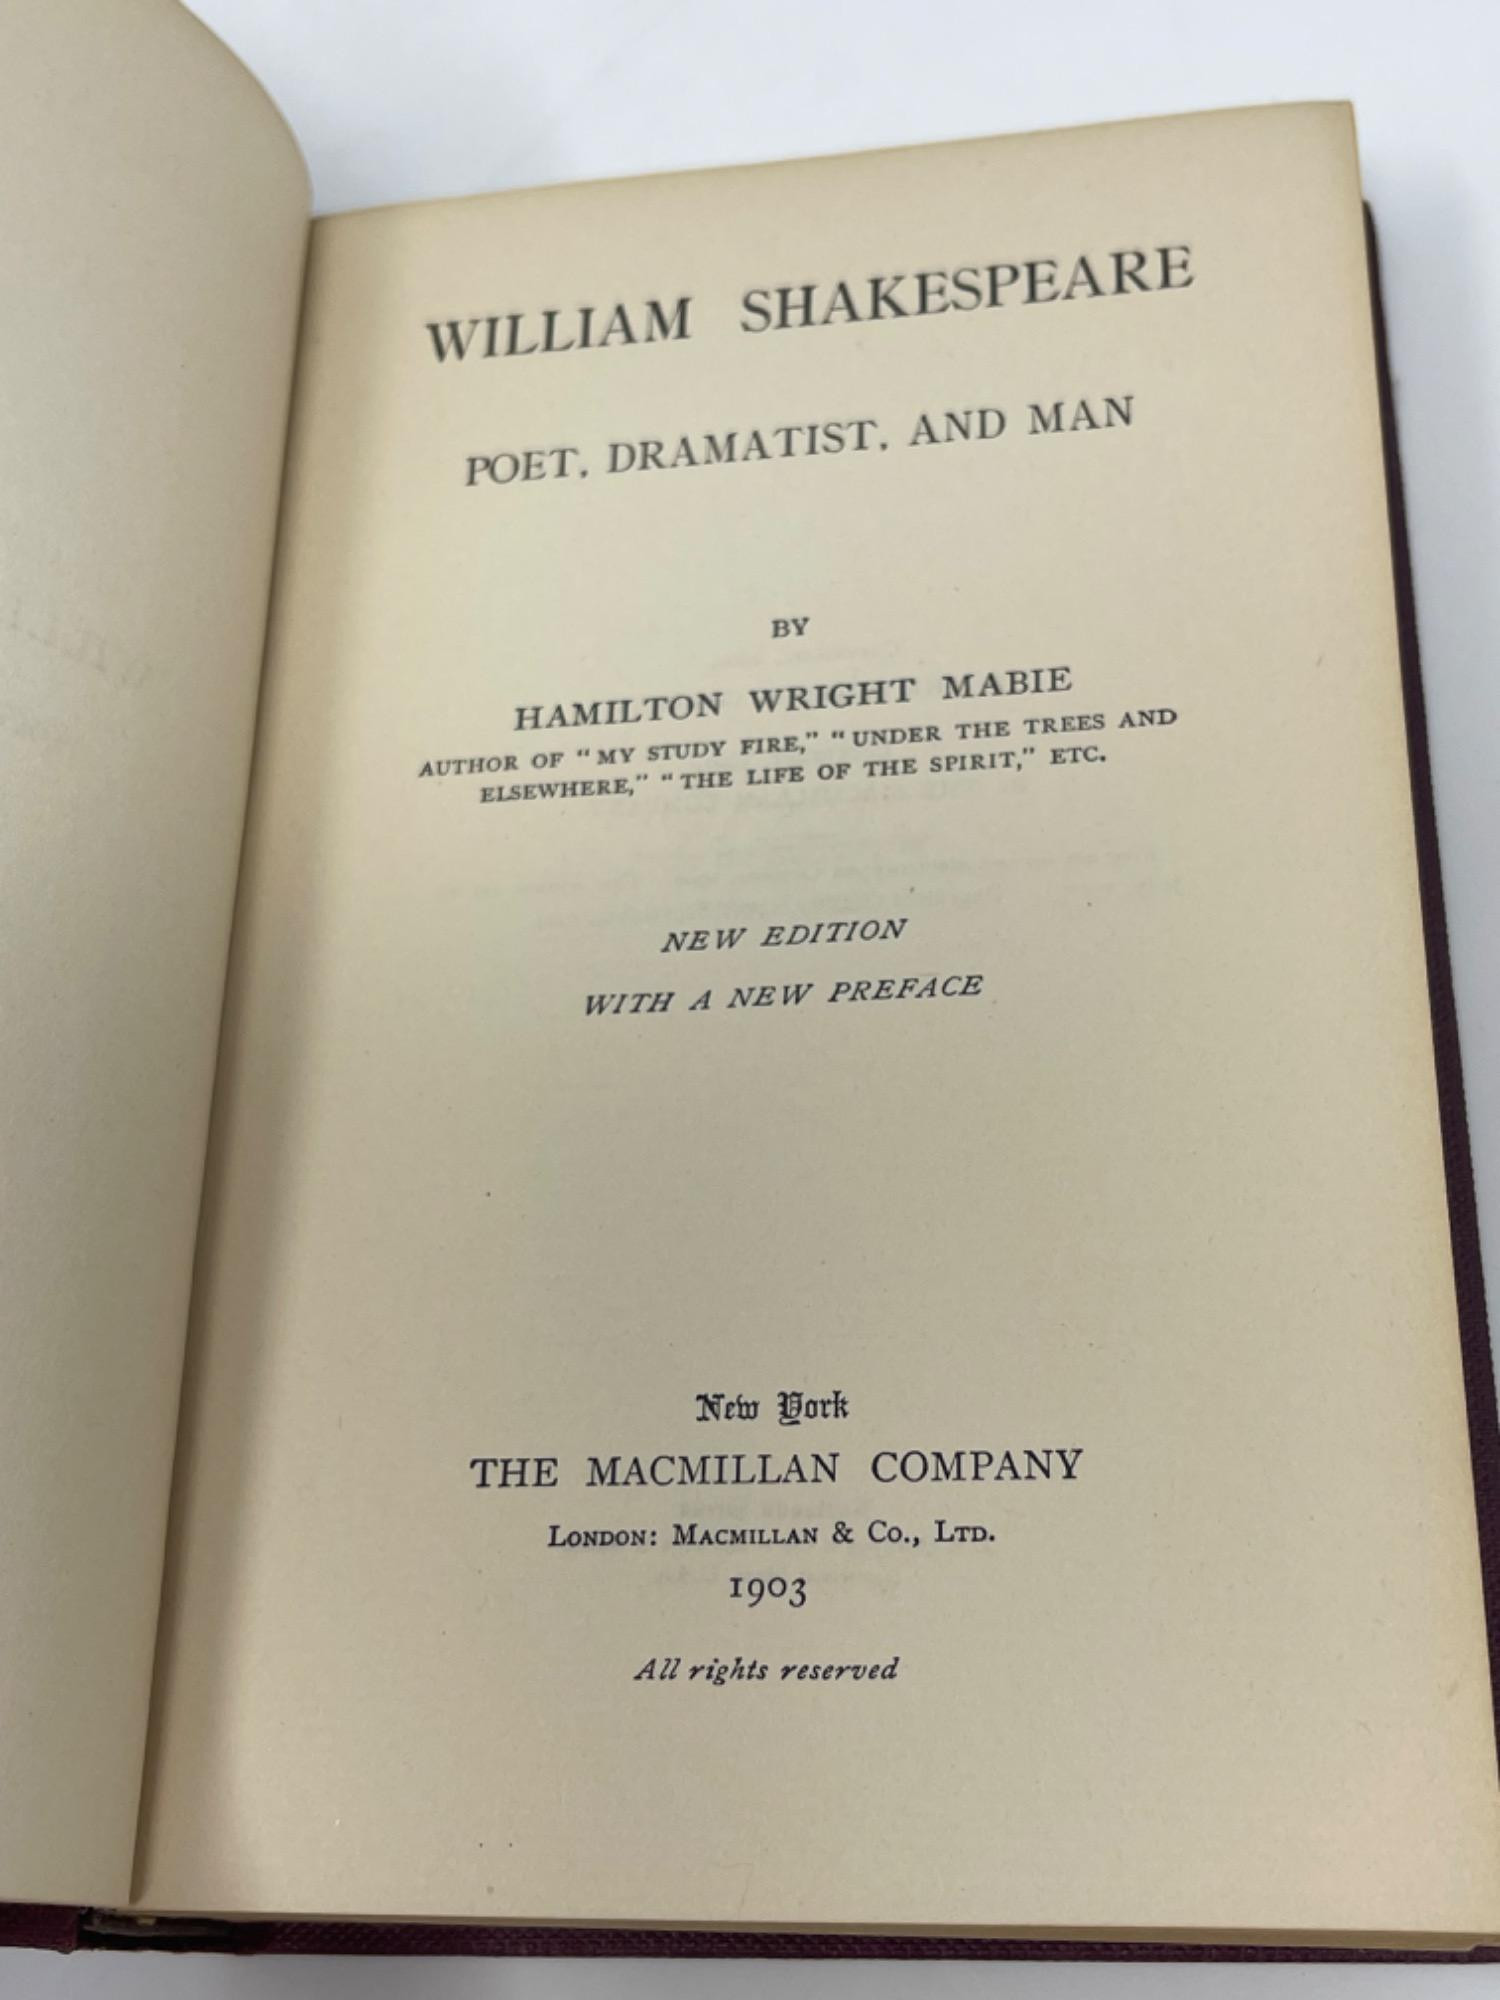 WILLIAM SHAKESPEARE
POET, DRAMATIST, AND MAN
BY
HAMILTON WRIGHT MABIE
AUTHOR OF “MY STUDY FIRE,” “UNDER THE TREES AND
ELSEWHERE,” “THE LIFE OF THE SPIRIT,” ETC.
NEW EDITION
WITH A NEW PREFACE
New York
THE MACMILLAN COMPANY
LONDON: MACMILLAN & CO., LTD.
1903
All rights reserved